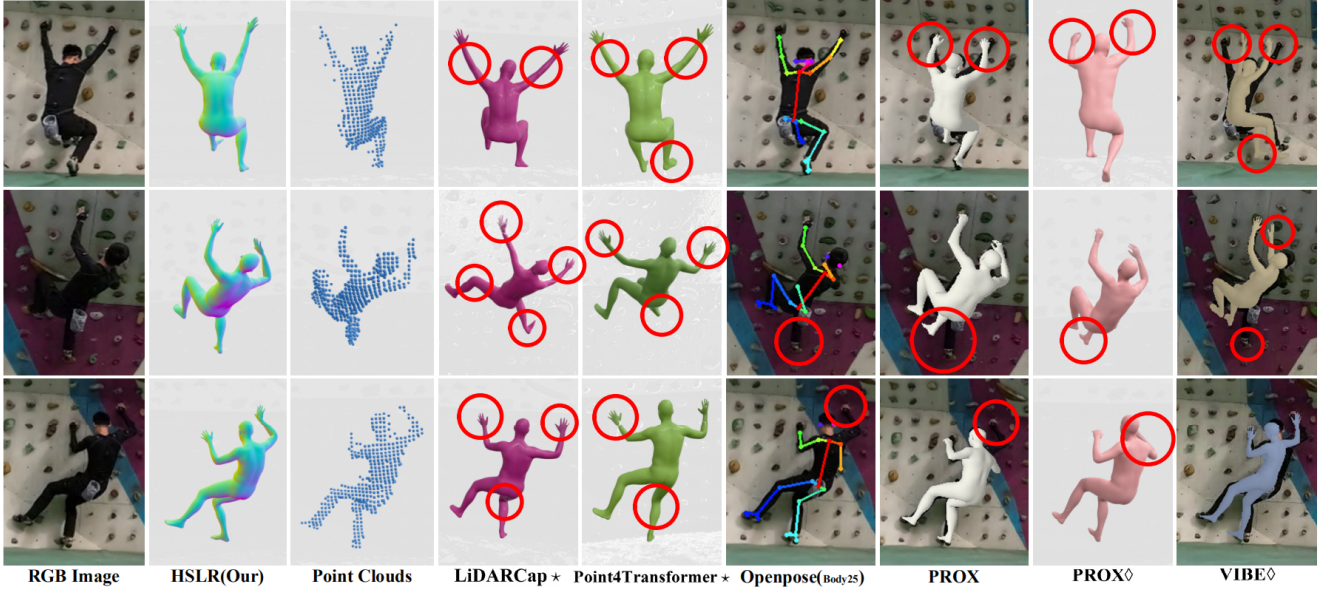 RGB Image HSLR(Our) Point Clouds LiDARCap ⋆ Point4Transformer ⋆ Openpose(Body25) PROX PROX◊ VIBE◊